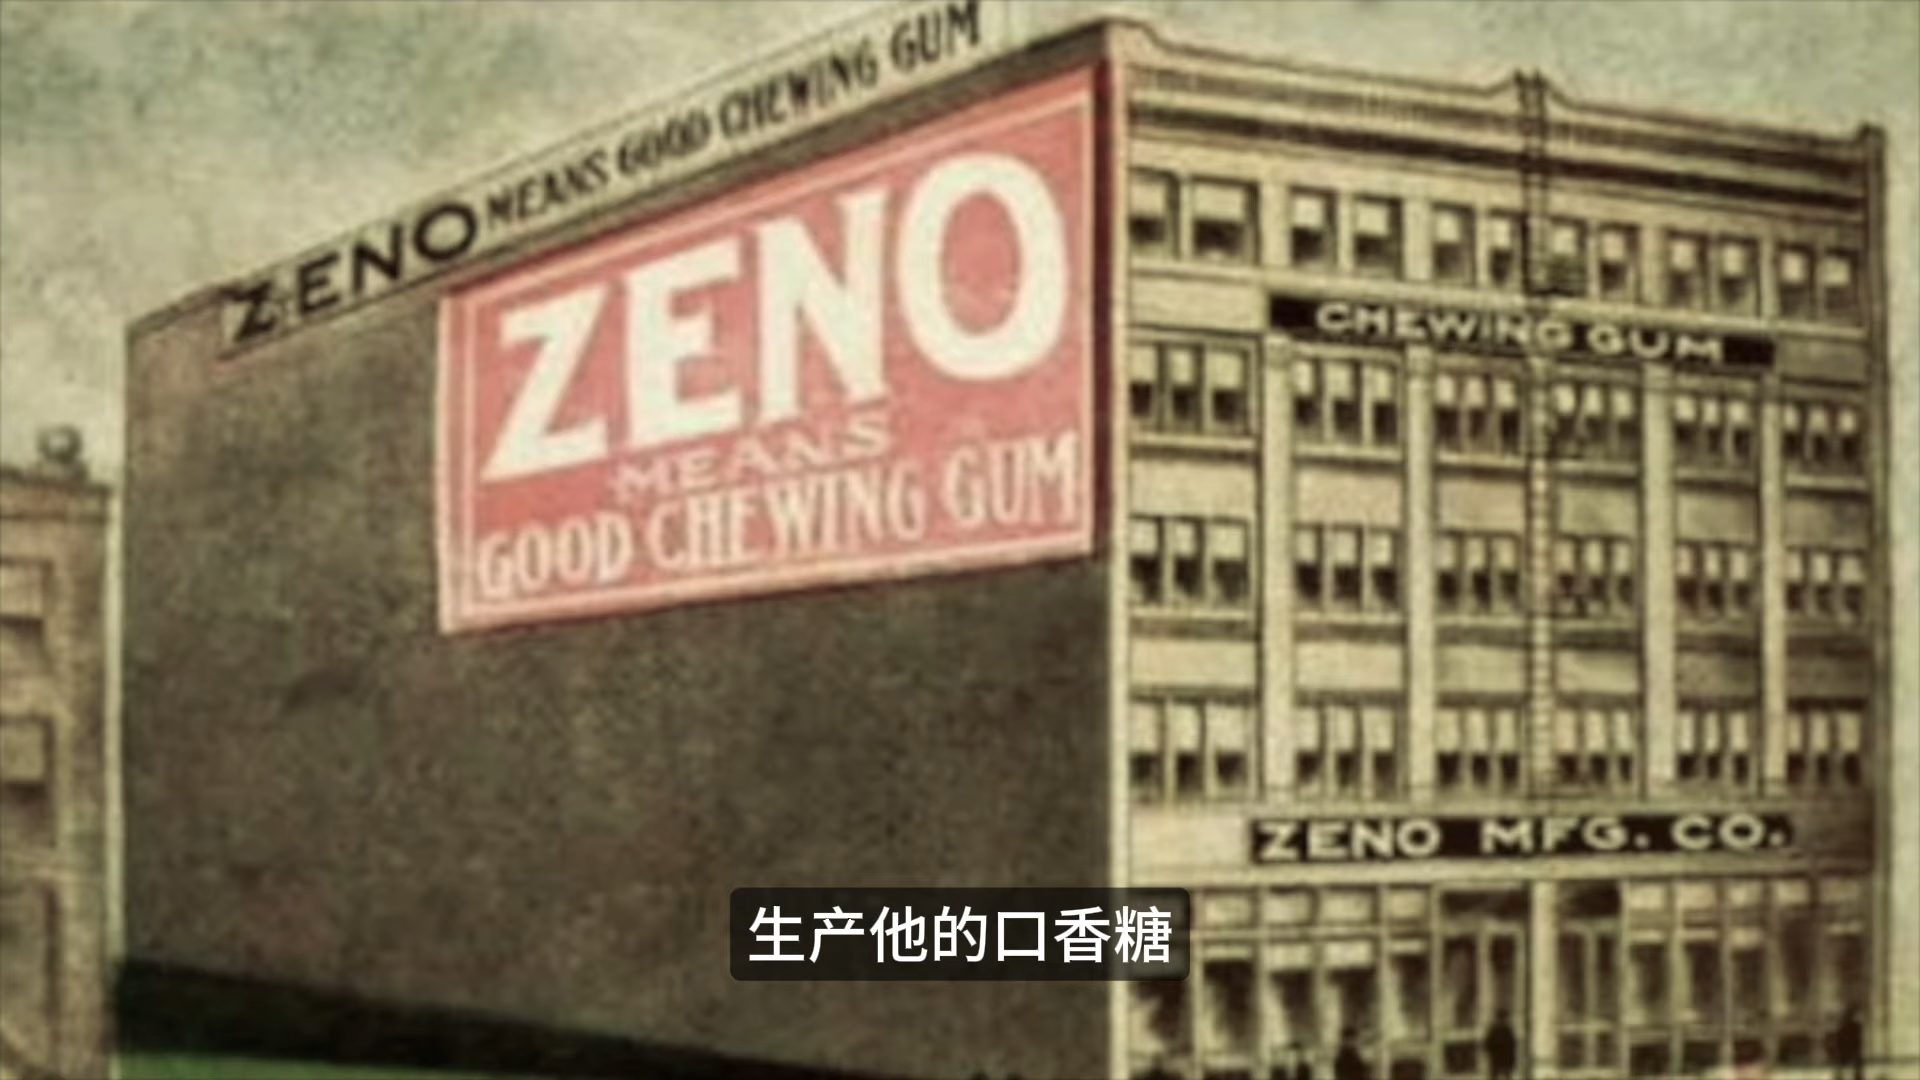 ZENO MEANS GOOD CHEWING GUM
ZENO
MEANS
GOOD CHEWING GUM
CHEWING GUM
ZENO MFG. CO.
生产他的口香糖